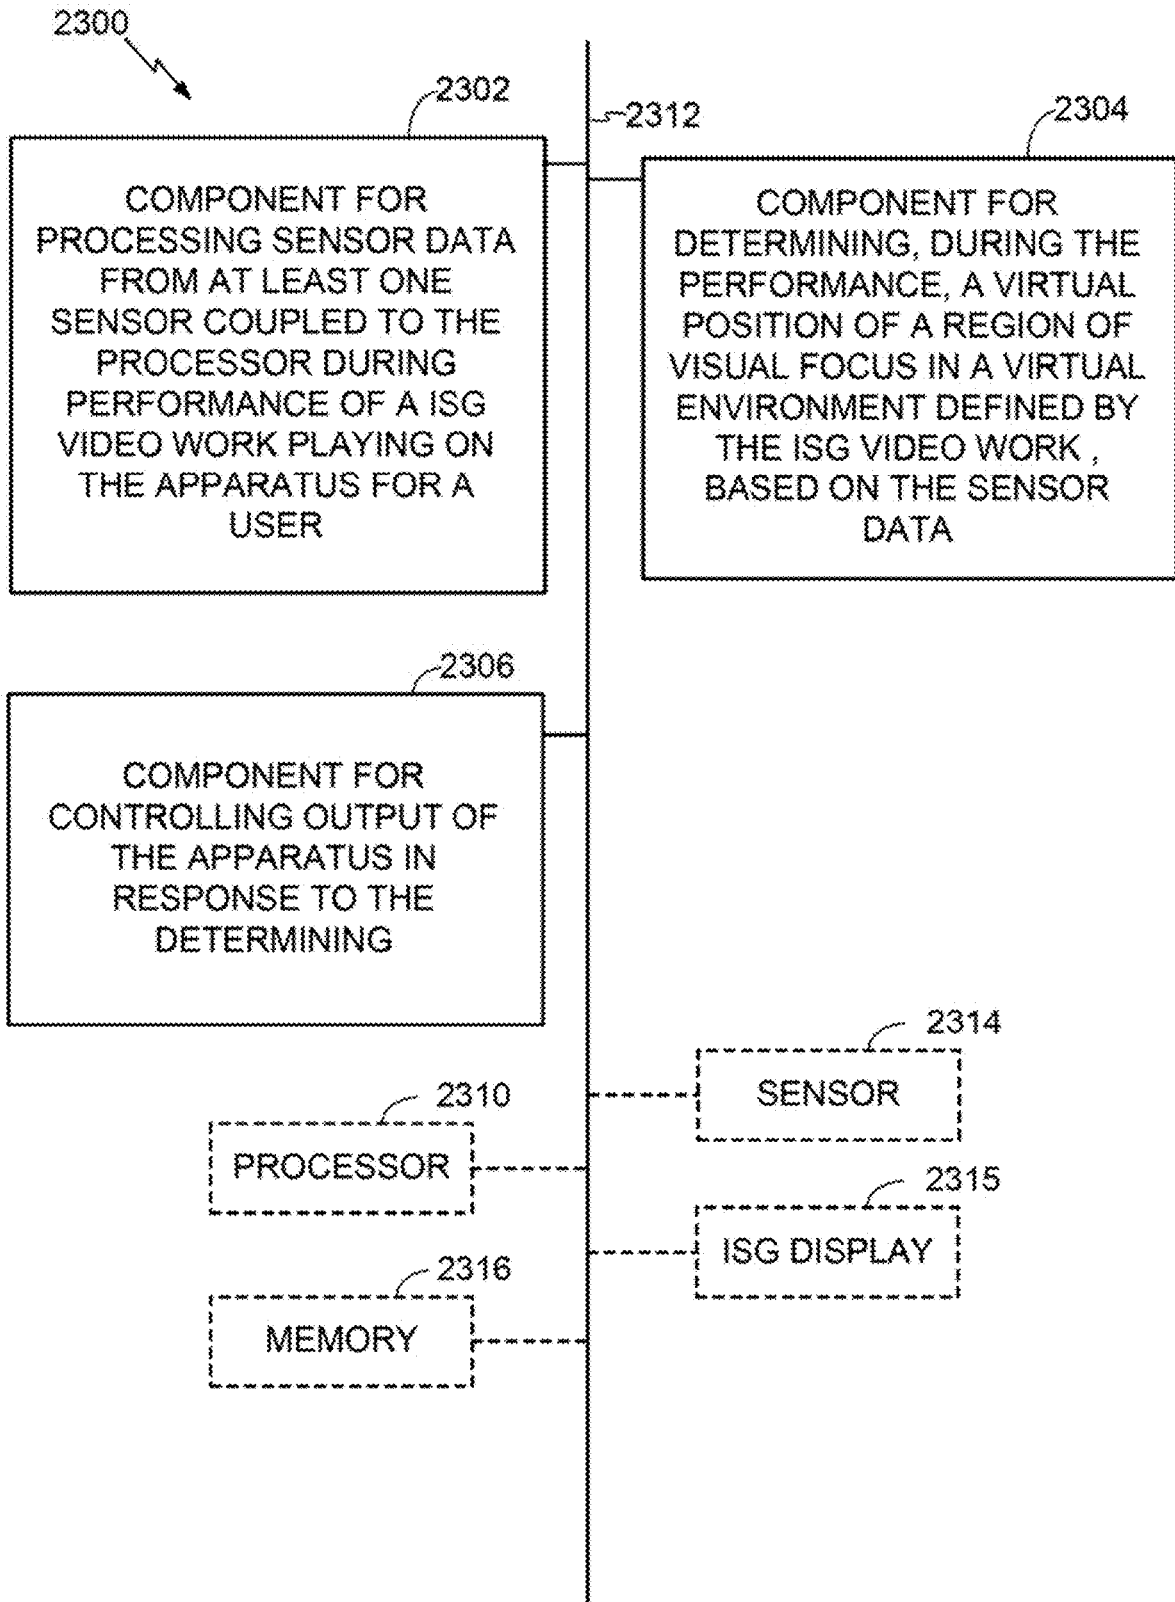 2300
2302
2312
2304
COMPONENT FOR
PROCESSING SENSOR DATA
FROM AT LEAST ONE
SENSOR COUPLED TO THE
PROCESSOR DURING
PERFORMANCE OF A ISG
VIDEO WORK PLAYING ON
THE APPARATUS FOR A
USER
COMPONENT FOR
DETERMINING, DURING THE
PERFORMANCE, A VIRTUAL
POSITION OF A REGION OF
VISUAL FOCUS IN A VIRTUAL
ENVIRONMENT DEFINED BY
THE ISG VIDEO WORK ,
BASED ON THE SENSOR
DATA
2306
COMPONENT FOR
CONTROLLING OUTPUT OF
THE APPARATUS IN
RESPONSE TO THE
DETERMINING
2314
SENSOR
2310
PROCESSOR
2315
ISG DISPLAY
2316
MEMORY